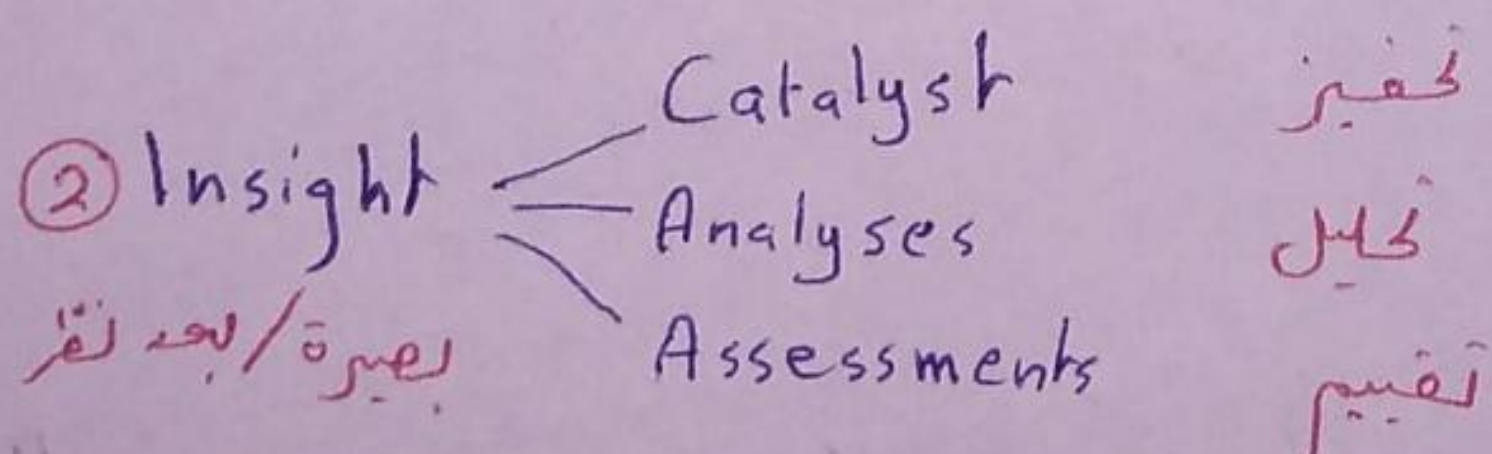 Catalyst تحفيز
② Insight
Analyses تحليل
بصيرة/بعد نظر
Assessments تقييم